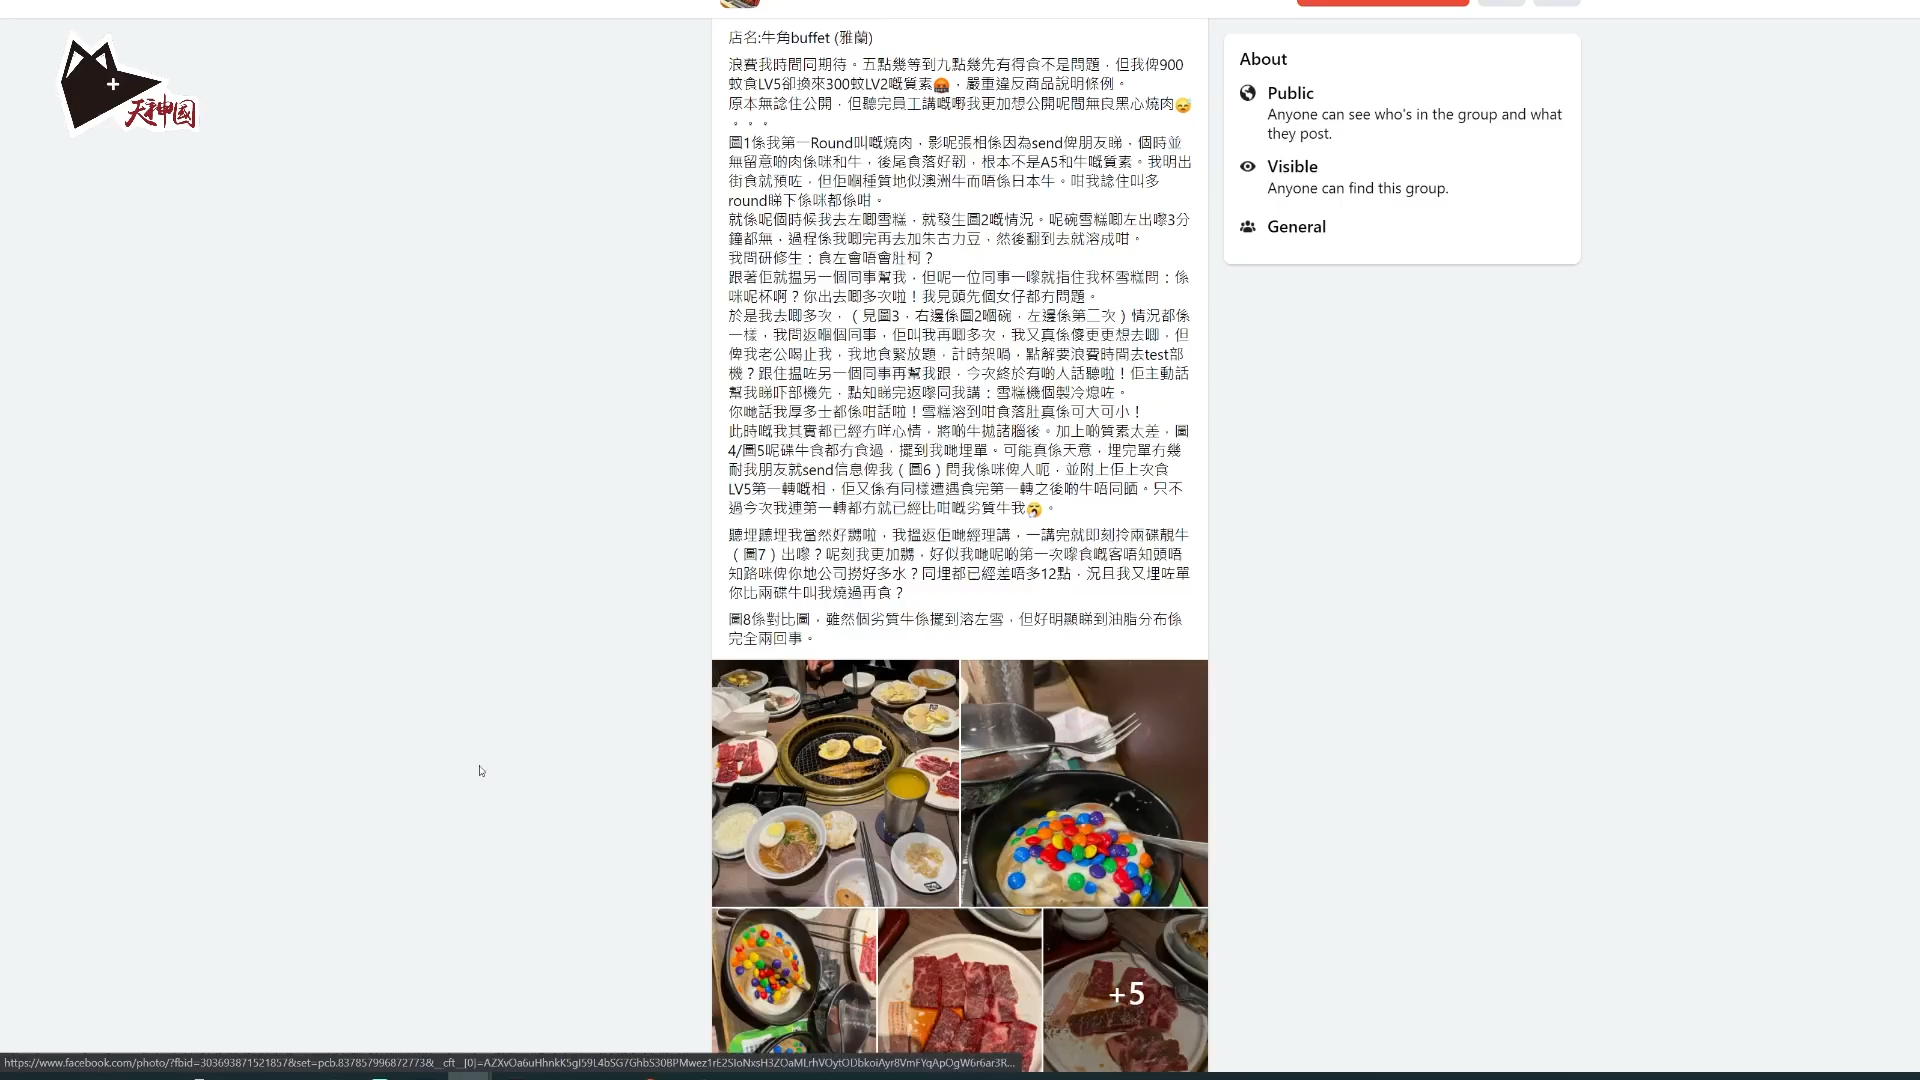 天神国
店名:牛角buffet (雅蘭)
浪費我時間同期待。五點幾等到九點幾先有得食不是問題，但我俾900
蚊食LV5卻換來300蚊LV2嘅質素🤬，嚴重違反商品說明條例。
原本無諗住公開，但聽完員工講嘅嘢我更加想公開呢間無良黑心燒肉😅
。。。
圖1係我第一Round叫嘅燒肉，影呢張相係因為send俾朋友睇，個時並
無留意啲肉係咪和牛，後尾食落好韌，根本不是A5和牛嘅質素。我明出
街食就預咗，但佢嗰種質地似澳洲牛而唔係日本牛。咁我諗住叫多
round睇下係咪都係咁。
就係呢個時候我去左唧雪糕，就發生圖2嘅情況。呢碗雪糕唧左出嚟3分
鐘都無，過程係我唧完再去加朱古力豆，然後翻到去就溶成咁。
我問研修生：食左會唔會肚柯？
跟著佢就搵另一個同事幫我，但呢一位同事一嚟就指住我杯雪糕問：係
咪呢杯啊？你出去唧多次啦！我見頭先個女仔都冇問題。
於是我去唧多次，（見圖3，右邊係圖2嗰碗，左邊係第二次）情況都係
一樣，我問返嗰個同事，佢叫我再唧多次，我又真係傻更更想去唧，但
俾我老公喝止我，我地食緊放題，計時架喎，點解要浪費時間去test部
機？跟住搵咗另一個同事再幫我跟，今次終於有啲人話聽啦！佢主動話
幫我睇吓部機先，點知睇完返嚟同我講：雪糕機個製冷熄咗。
你哋話我厚多士都係咁話啦！雪糕溶到咁食落肚真係可大可小！
此時嘅我其實都已經冇咩心情，將啲牛拋諸腦後。加上啲質素太差，圖
4/圖5呢碟牛食都冇食過，擺到我哋埋單。可能真係天意，埋完單冇幾
耐我朋友就send信息俾我（圖6）問我係咪俾人呃，並附上佢上次食
LV5第一轉嘅相，佢又係有同樣遭遇食完第一轉之後啲牛唔同晒。只不
過今次我連第一轉都冇就已經比咁嘅劣質牛我😤。
聽埋聽埋我當然好嬲啦，我搵返佢哋經理講，一講完就即刻拎兩碟靚牛
（圖7）出嚟？呢刻我更加嬲，好似我哋呢啲第一次嚟食嘅客唔知頭唔
知路咪俾你地公司撈好多水？同埋都已經差唔多12點，況且我又埋咗單
你比兩碟牛叫我燒過再食？
圖8係對比圖，雖然個劣質牛係擺到溶左雪，但好明顯睇到油脂分布係
完全兩回事。
+5
About
Public
Anyone can see who's in the group and what
they post.
Visible
Anyone can find this group.
General